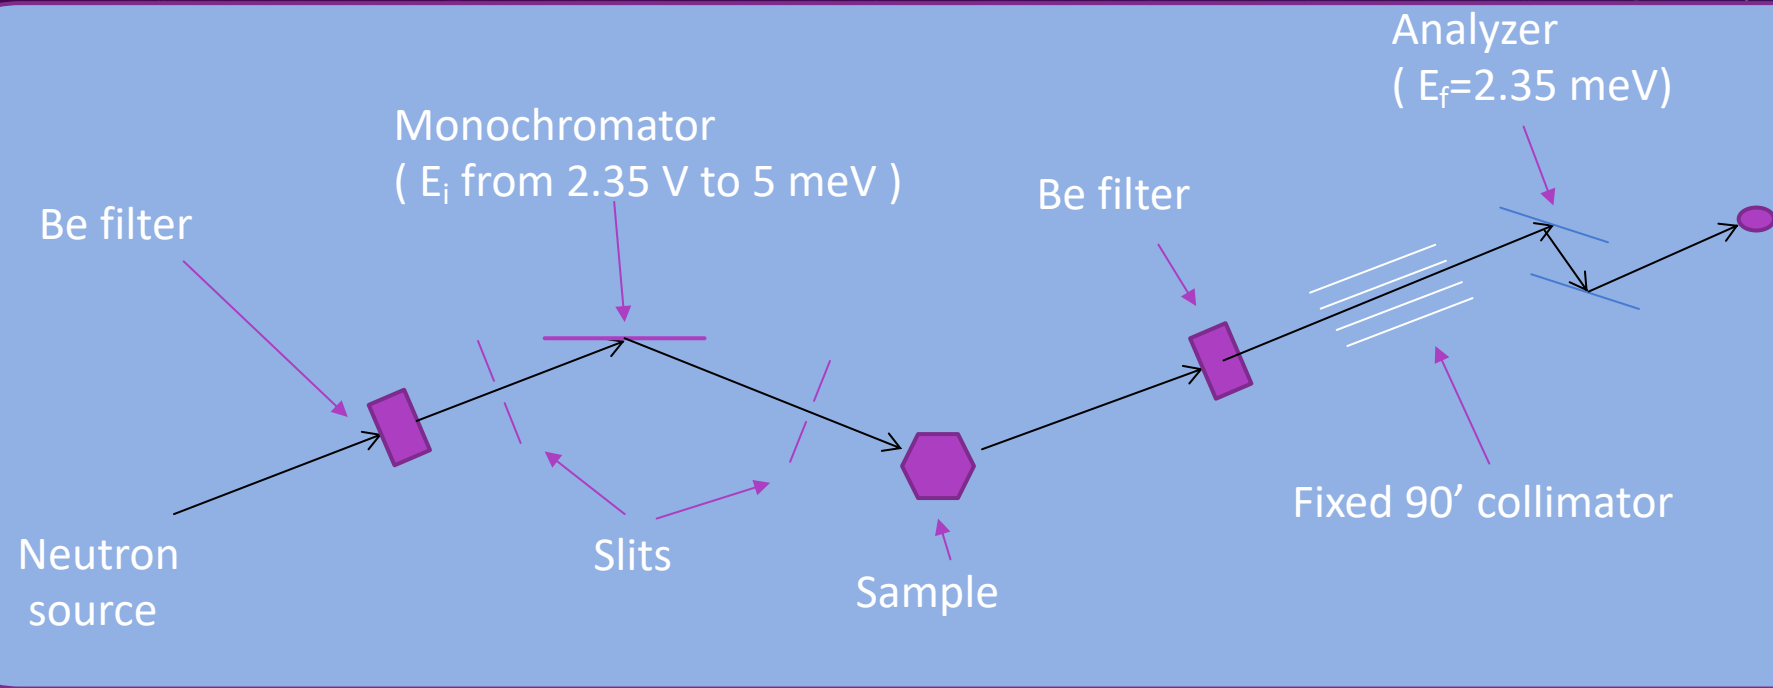 Analyzer
( Ef=2.35 meV)
Monochromator
( Ei from 2.35 V to 5 meV )
Be filter
Be filter
Fixed 90’ collimator
Neutron
source
Slits
Sample